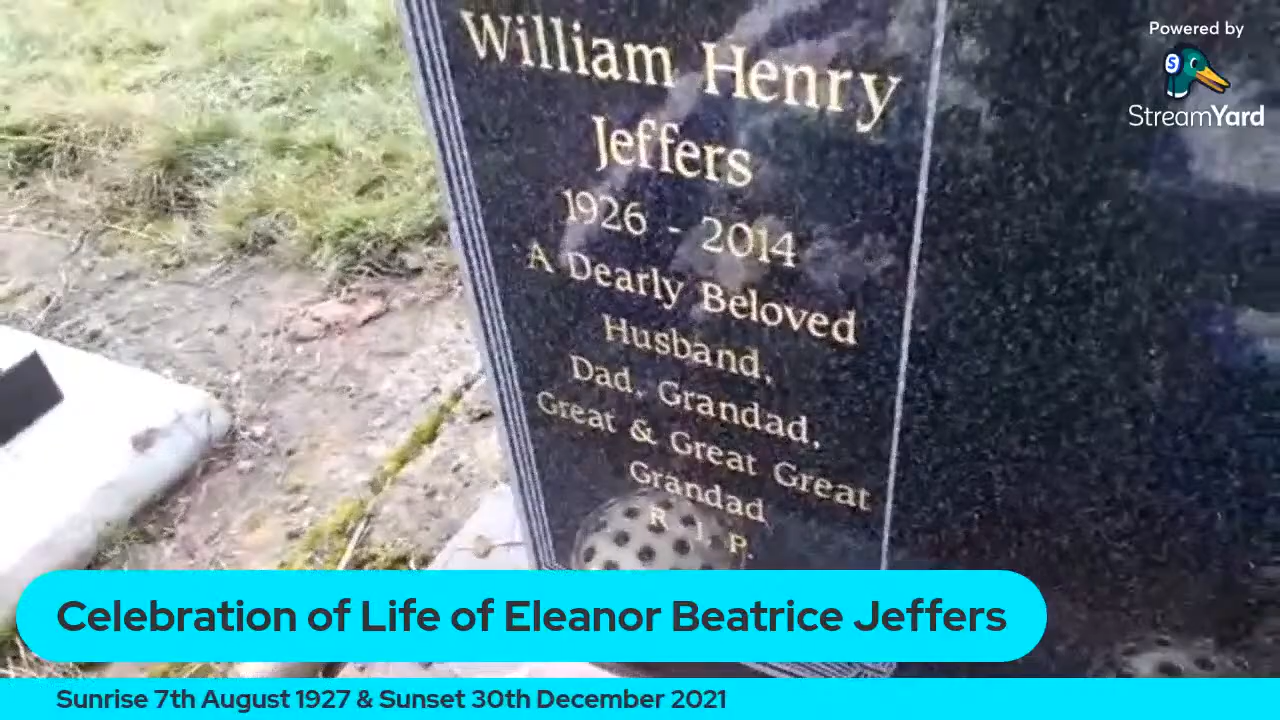 William Henry
Jeffers
1926 - 2014
A Dearly Beloved
Husband,
Dad, Grandad,
Great & Great Great
Grandad
R. I. P.
Powered by
StreamYard
Celebration of Life of Eleanor Beatrice Jeffers
Sunrise 7th August 1927 & Sunset 30th December 2021